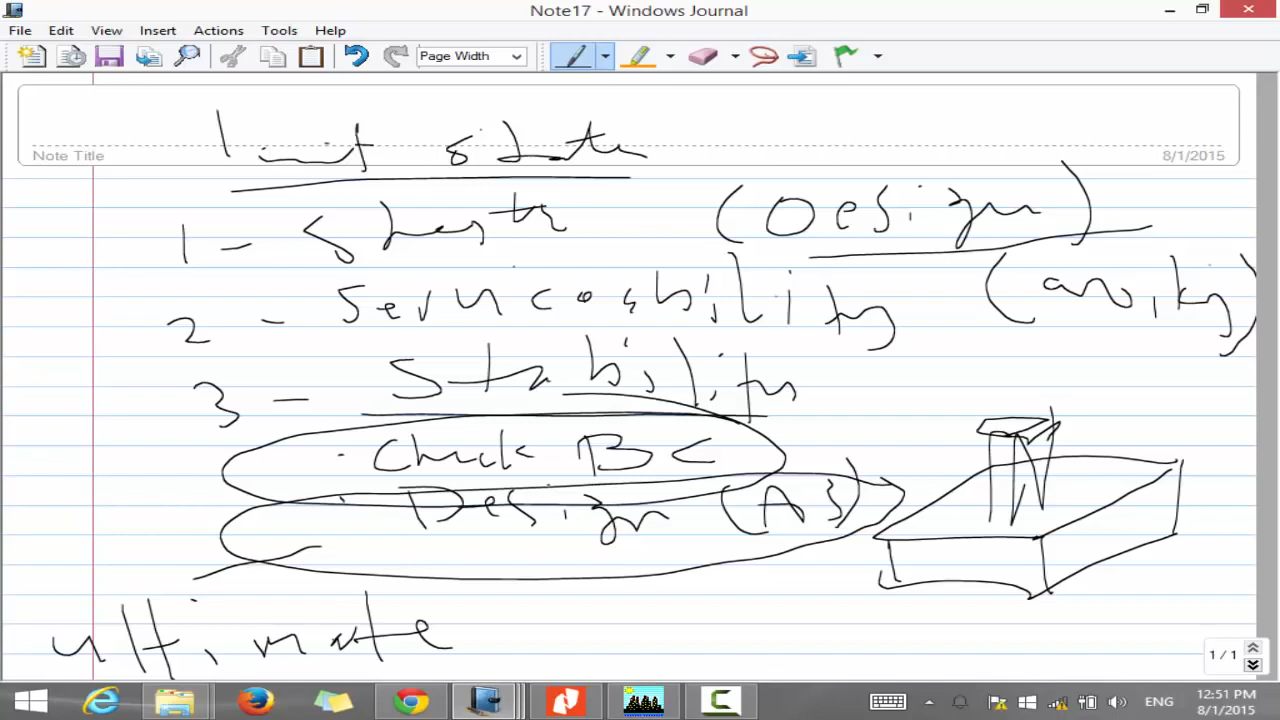 Note17 - Windows Journal
File Edit View Insert Actions Tools Help
Page Width
limit state
Note Title 8/1/2015
1 - Strength (Design)
2 - Serviceability
3 - Stability
. Check BC
. Design (AS)
ultimate
1 / 1
ENG
12:51 PM
8/1/2015